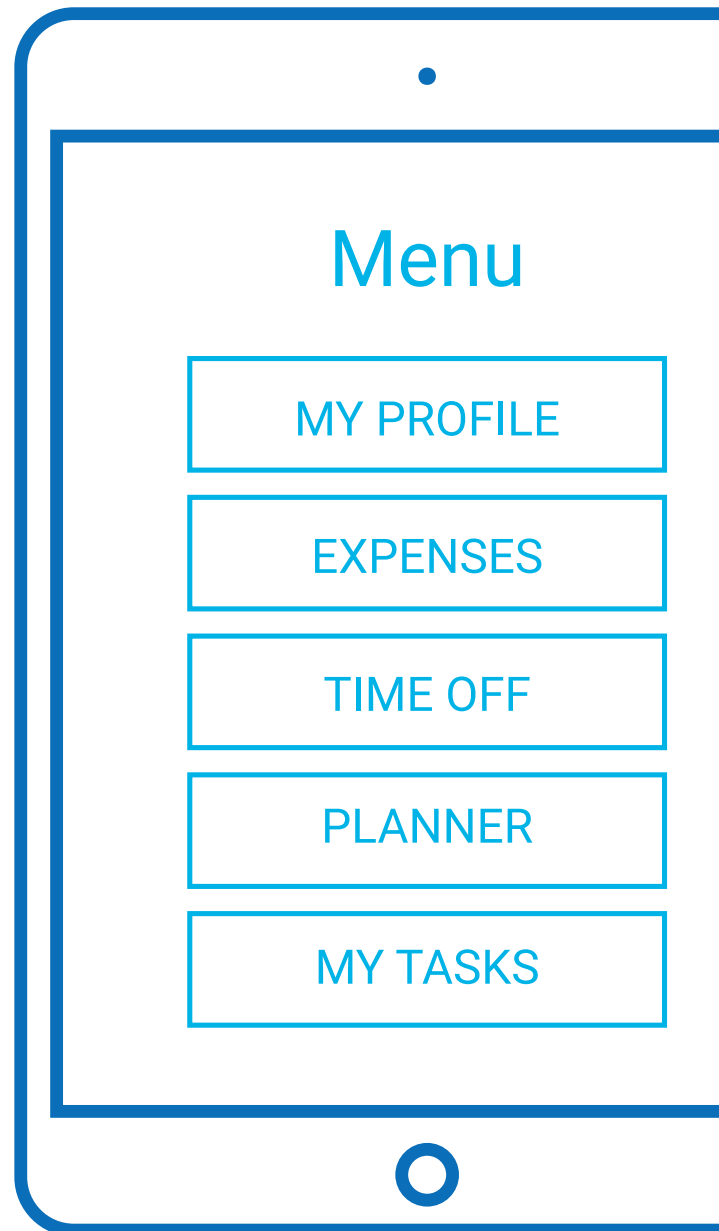 Menu
MY PROFILE
EXPENSES
TIME OFF
PLANNER
MY TASKS